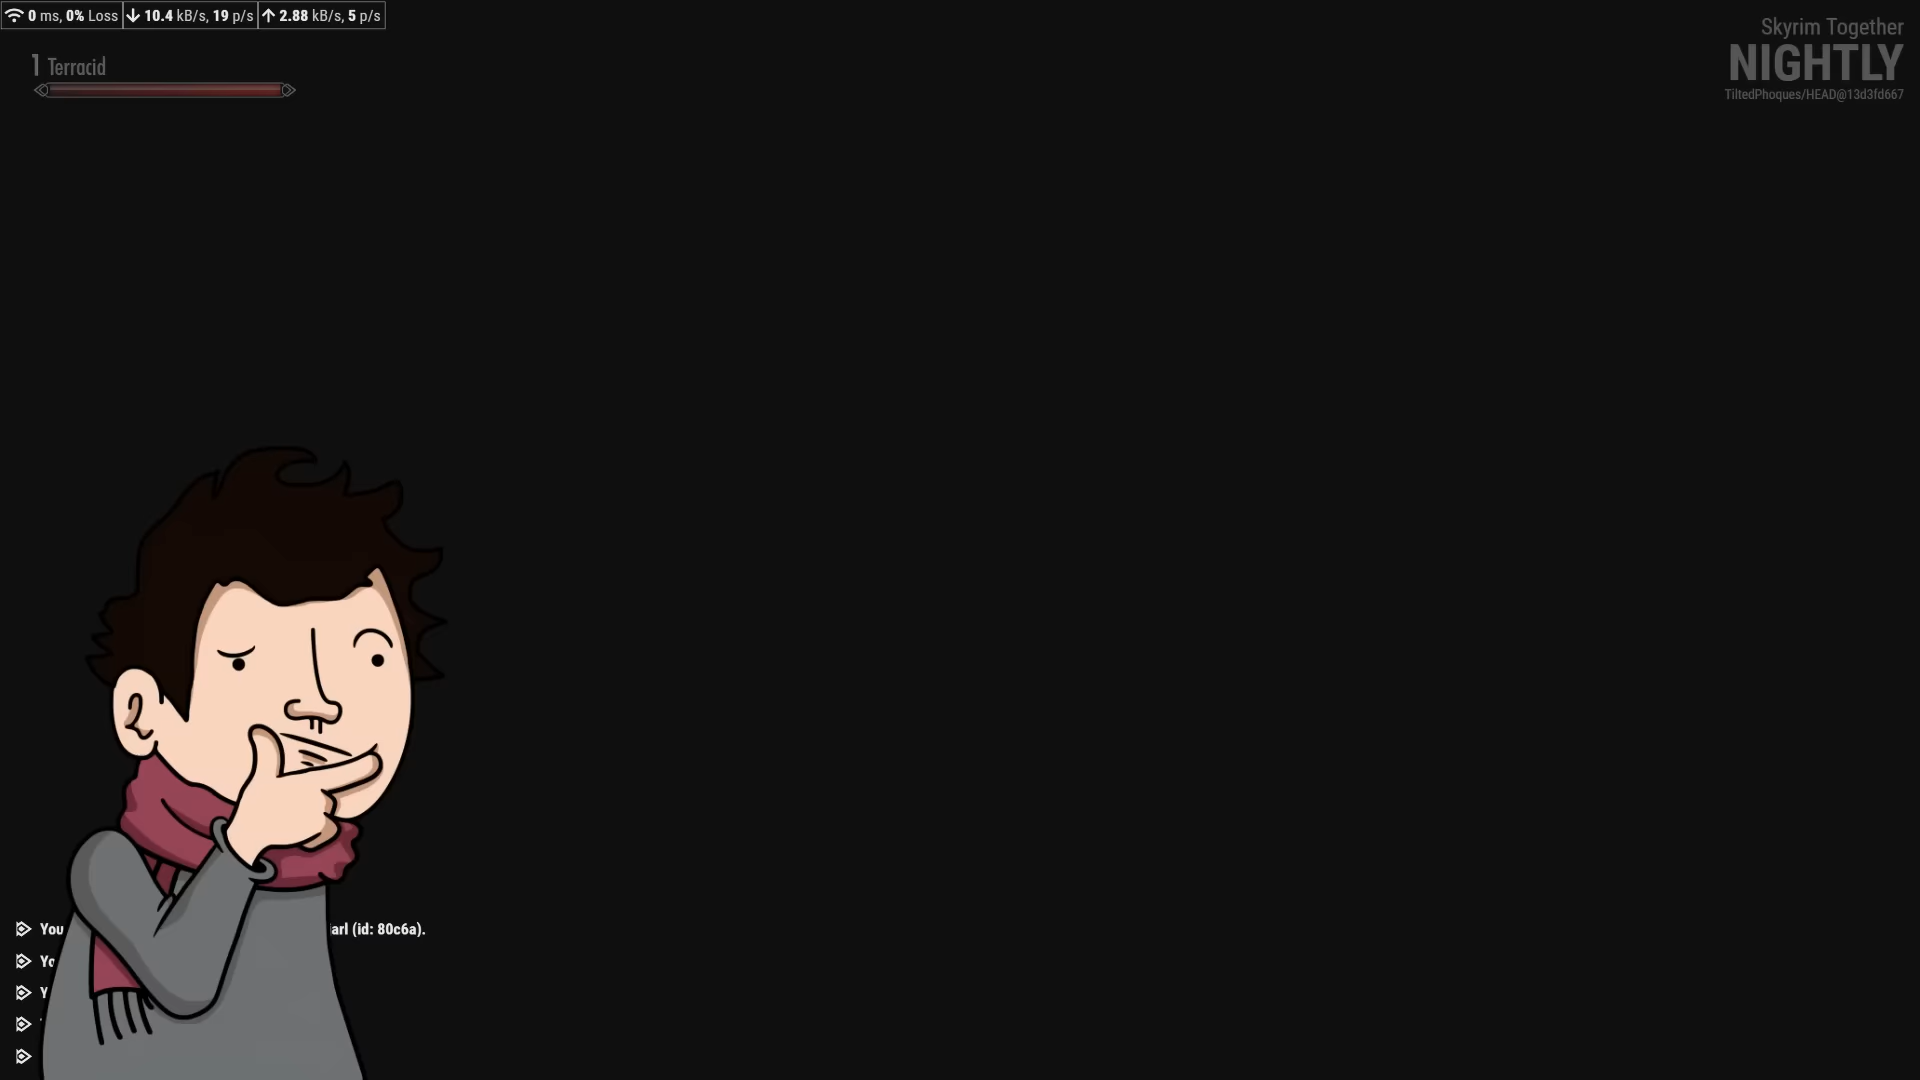 0 ms, 0% Loss 10.4 kB/s, 19 p/s 2.88 kB/s, 5 p/s
Skyrim Together
NIGHTLY
TiltedPhoques/HEAD@13d3fd667
1 Terracid
You arl (id: 80c6a).